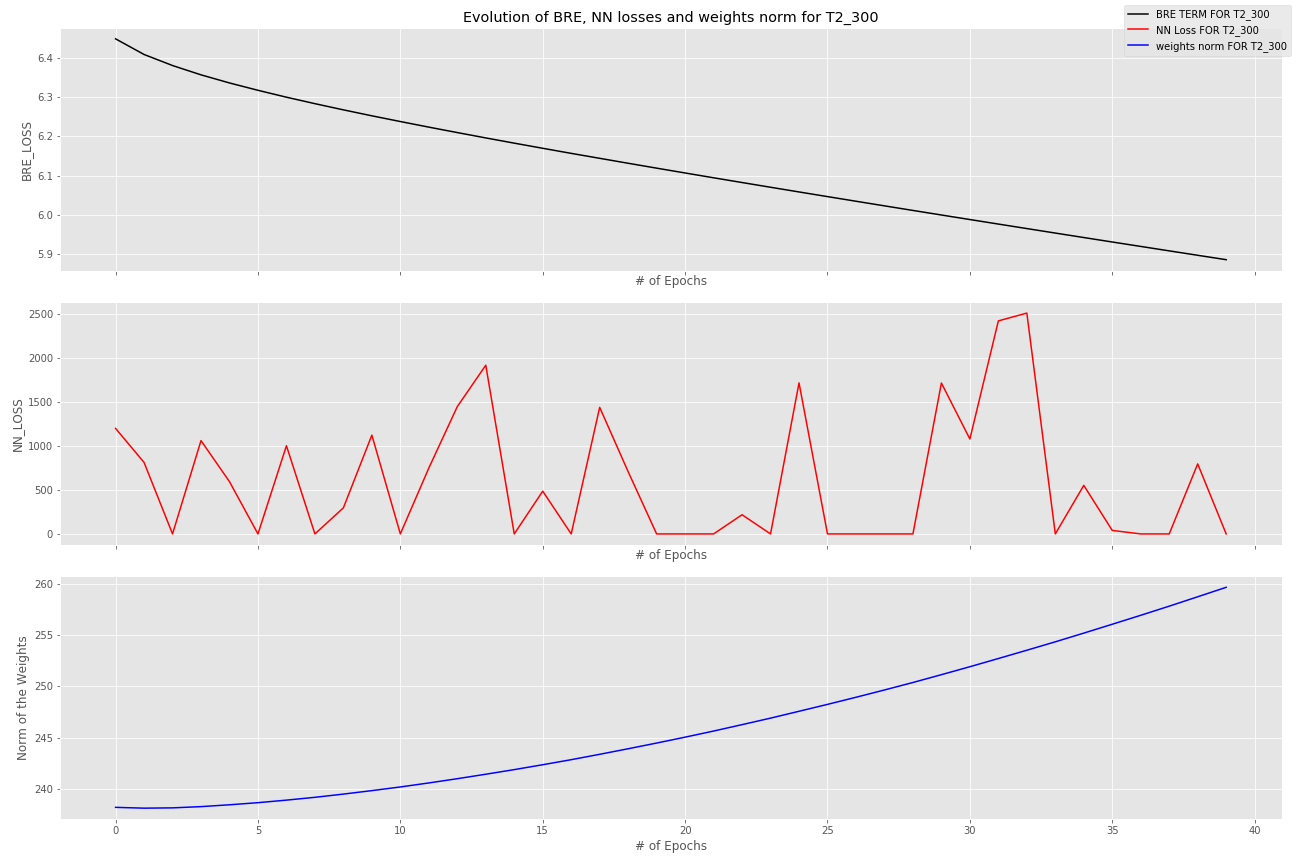 Evolution of BRE, NN losses and weights norm for T2_300
BRE TERM FOR T2_300
NN Loss FOR T2_300
weights norm FOR T2_300
BRE_LOSS
6.4
6.3
6.2
6.1
6.0
5.9
# of Epochs
NN_LOSS
2500
2000
1500
1000
500
0
# of Epochs
Norm of the Weights
260
255
250
245
240
0 5 10 15 20 25 30 35 40
# of Epochs